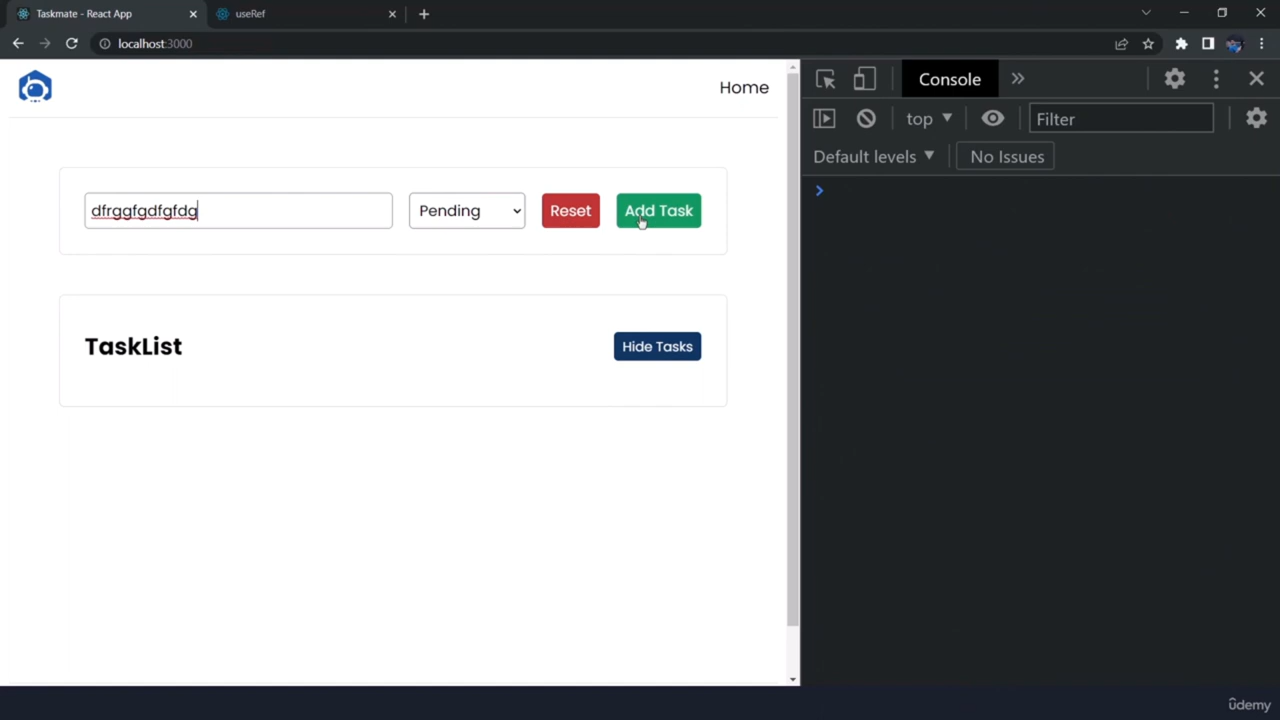 Taskmate - React App
useRef
localhost:3000
Home
dfrggfgdfgfdg
Pending
Reset
Add Task
TaskList
Hide Tasks
Console
top
Filter
Default levels
No Issues
ûdemy